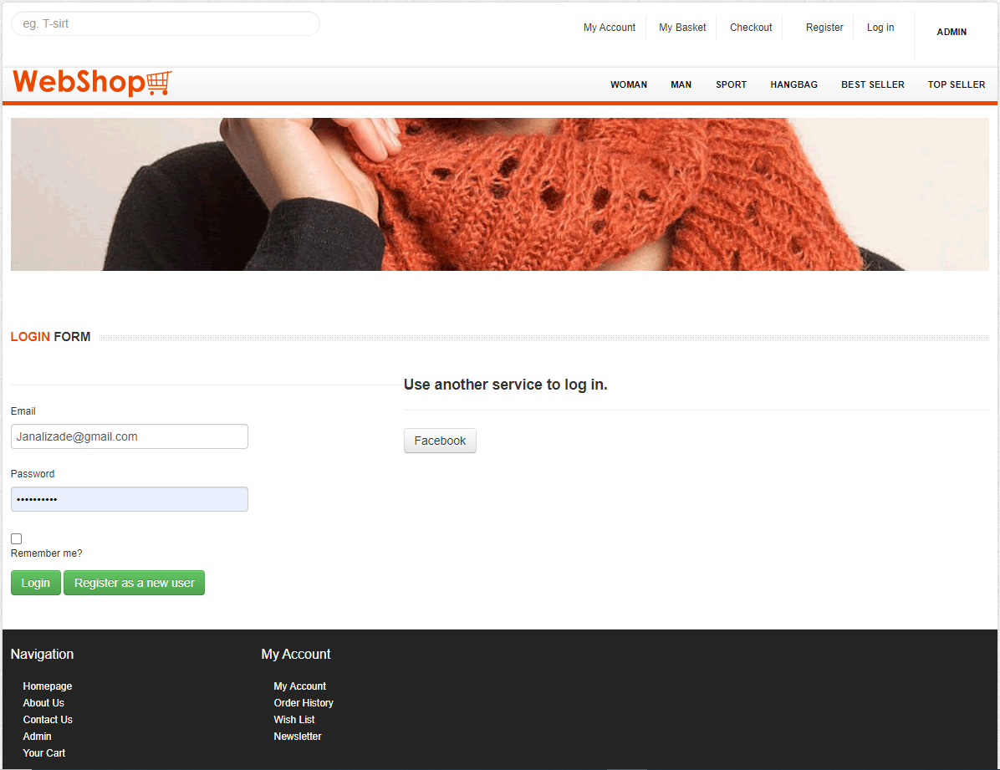 eg. T-sirt
My Account My Basket Checkout Register Log in ADMIN
WebShop
WOMAN MAN SPORT HANGBAG BEST SELLER TOP SELLER
LOGIN FORM
Use another service to log in.
Email
Janalizade@gmail.com
Facebook
Password
••••••••••
Remember me?
Login Register as a new user
Navigation
Homepage
About Us
Contact Us
Admin
Your Cart
My Account
My Account
Order History
Wish List
Newsletter